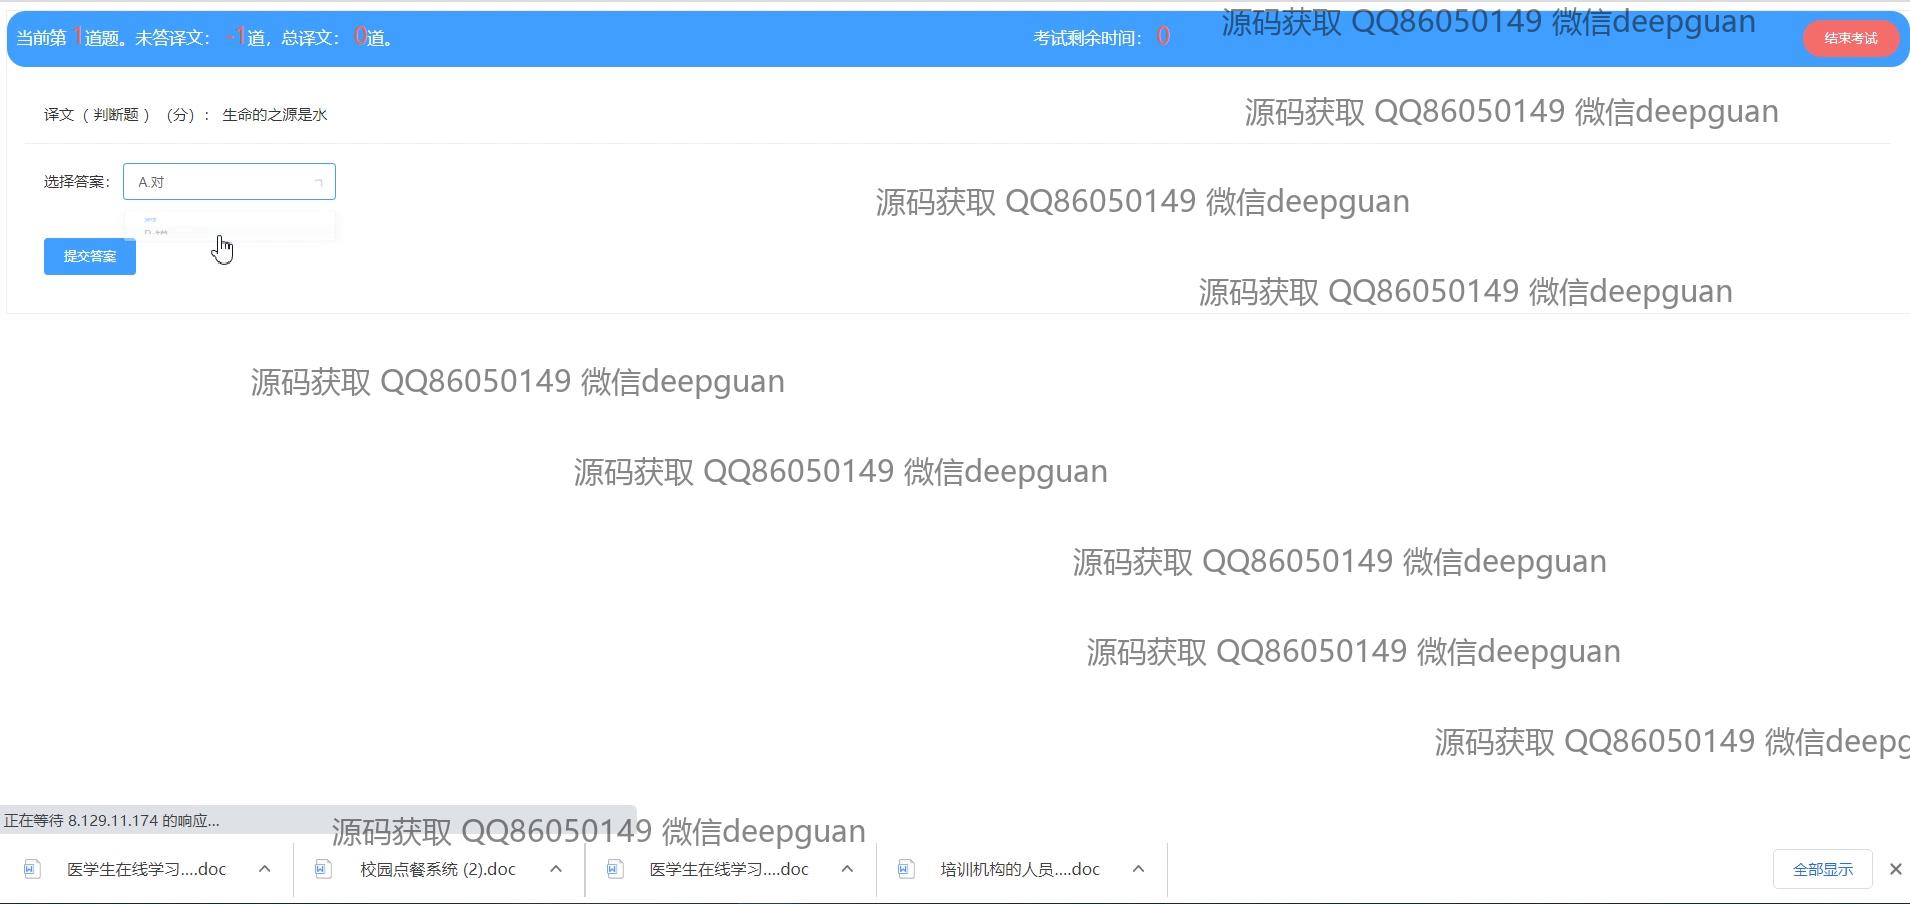 当前第 1道题。未答译文： -1道，总译文： 0道。
考试剩余时间： 0
源码获取 QQ86050149 微信deepguan
结束考试
译文（ 判断题 ）（分）： 生命的之源是水
源码获取 QQ86050149 微信deepguan
选择答案： A.对
源码获取 QQ86050149 微信deepguan
提交答案
源码获取 QQ86050149 微信deepguan
源码获取 QQ86050149 微信deepguan
源码获取 QQ86050149 微信deepguan
源码获取 QQ86050149 微信deepguan
源码获取 QQ86050149 微信deepguan
源码获取 QQ86050149 微信deepg
正在等待 8.129.11.174 的响应...
源码获取 QQ86050149 微信deepguan
医学生在线学习....doc
校园点餐系统 (2).doc
医学生在线学习....doc
培训机构的人员....doc
全部显示